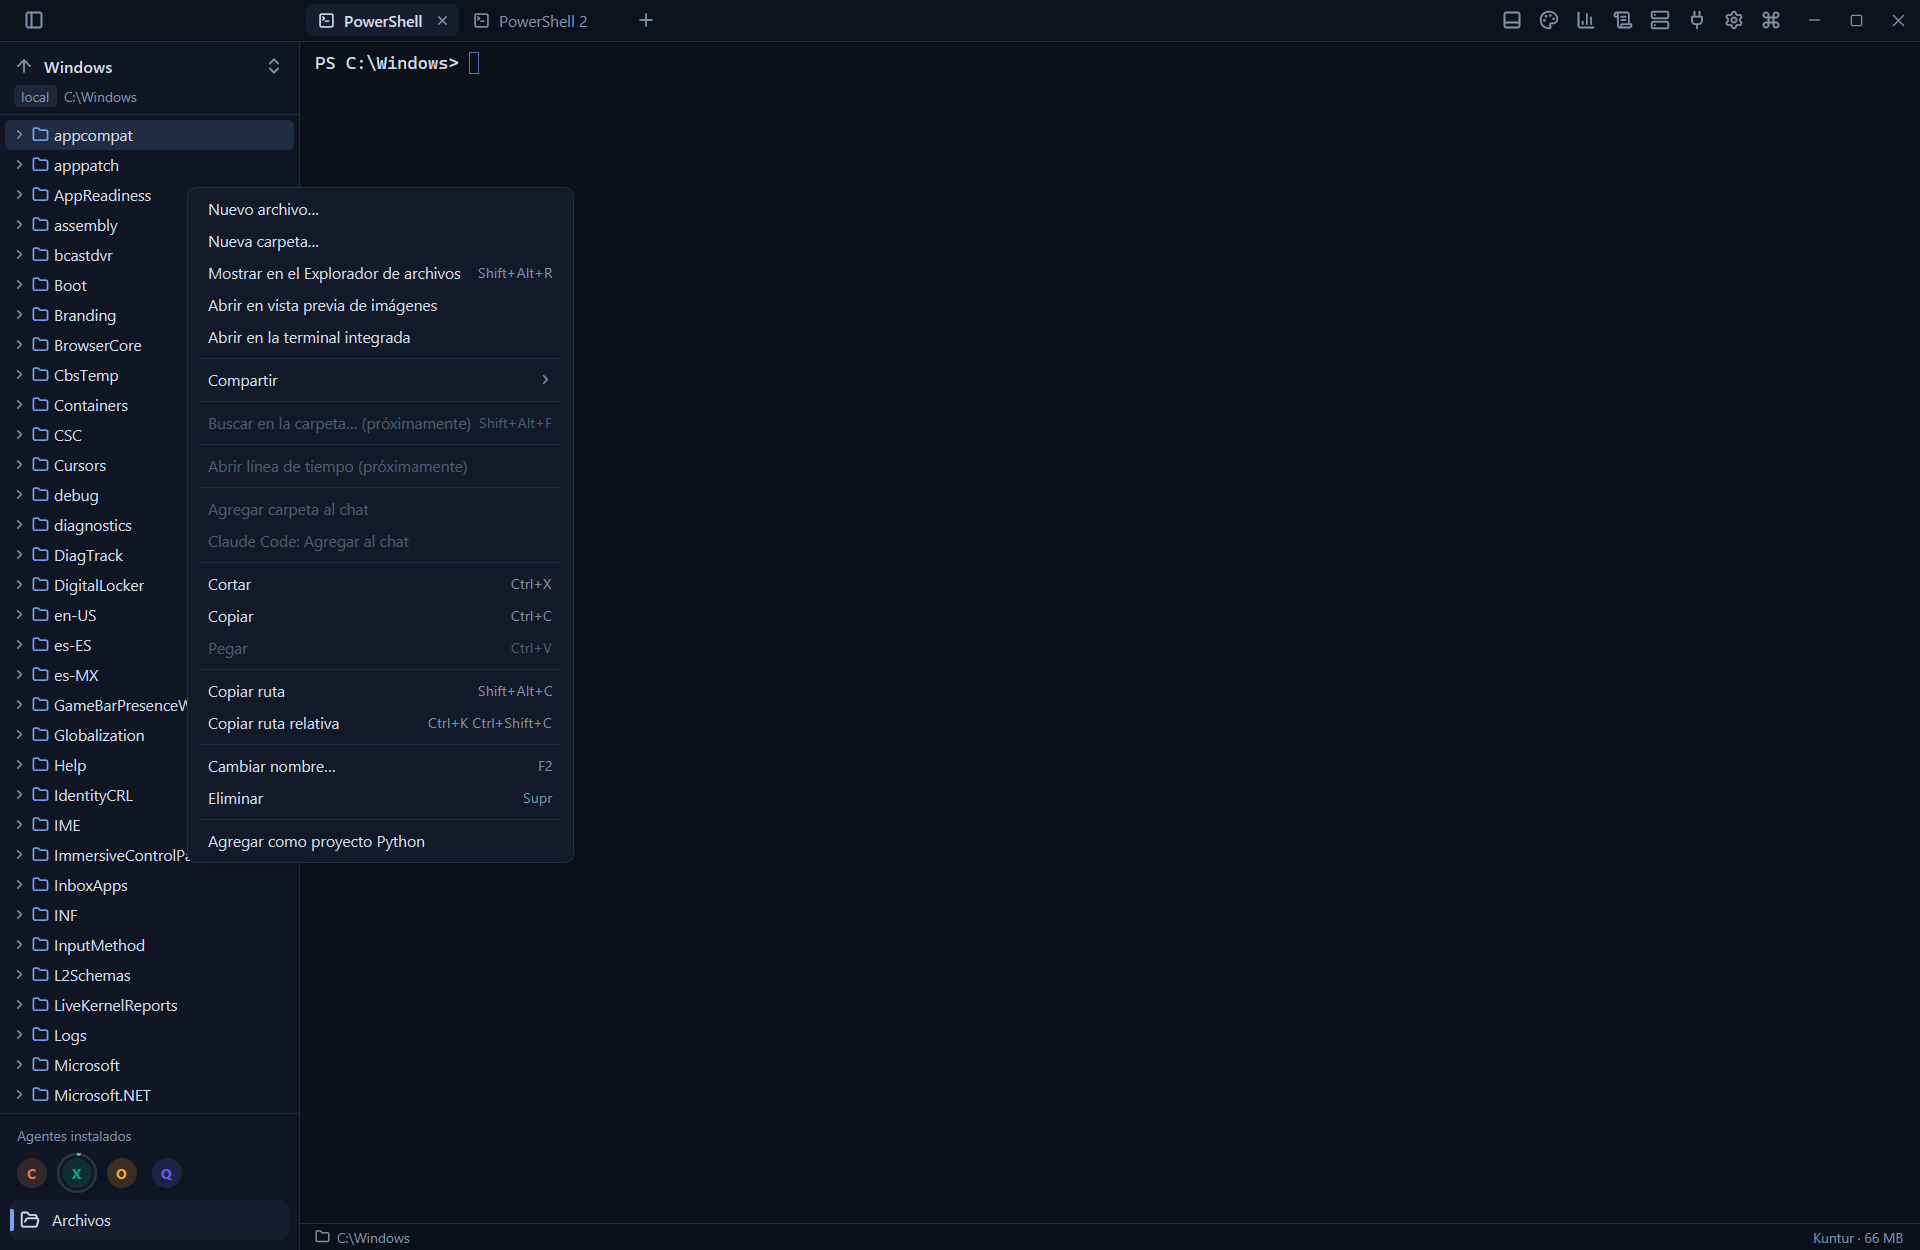 PowerShell
PowerShell 2
Windows
local C:\Windows
PS C:\Windows>
appcompat
apppatch
AppReadiness
assembly
bcastdvr
Boot
Branding
BrowserCore
CbsTemp
Containers
CSC
Cursors
debug
diagnostics
DiagTrack
DigitalLocker
en-US
es-ES
es-MX
GameBarPresenceW
Globalization
Help
IdentityCRL
IME
ImmersiveControlPa
InboxApps
INF
InputMethod
L2Schemas
LiveKernelReports
Logs
Microsoft
Microsoft.NET
Nuevo archivo...
Nueva carpeta...
Mostrar en el Explorador de archivos Shift+Alt+R
Abrir en vista previa de imágenes
Abrir en la terminal integrada
Compartir
Buscar en la carpeta... (próximamente) Shift+Alt+F
Abrir línea de tiempo (próximamente)
Agregar carpeta al chat
Claude Code: Agregar al chat
Cortar Ctrl+X
Copiar Ctrl+C
Pegar Ctrl+V
Copiar ruta Shift+Alt+C
Copiar ruta relativa Ctrl+K Ctrl+Shift+C
Cambiar nombre... F2
Eliminar Supr
Agregar como proyecto Python
Agentes instalados
C X O Q
Archivos
C:\Windows
Kuntur · 66 MB